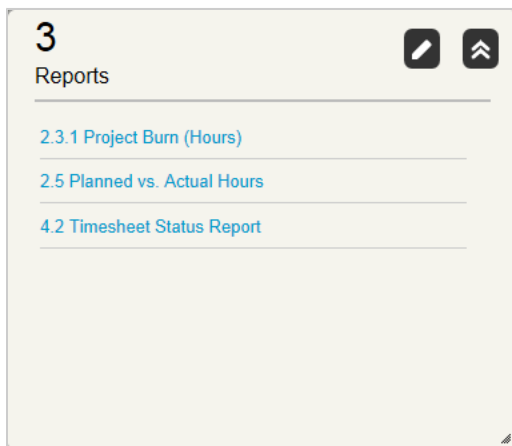 3
Reports
2.3.1 Project Burn (Hours)
2.5 Planned vs. Actual Hours
4.2 Timesheet Status Report